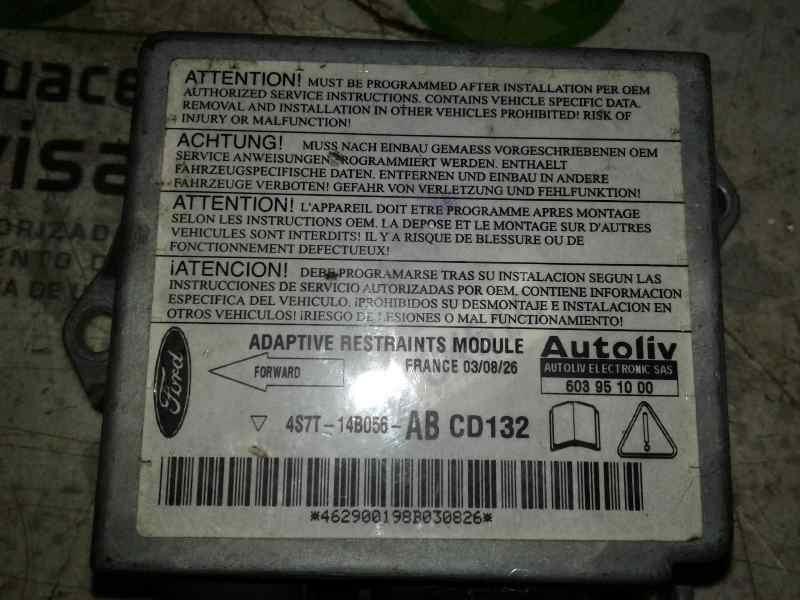 ATTENTION! MUST BE PROGRAMMED AFTER INSTALLATION PER OEM
AUTHORIZED SERVICE INSTRUCTIONS. CONTAINS VEHICLE SPECIFIC DATA.
REMOVAL AND INSTALLATION IN OTHER VEHICLES PROHIBITED! RISK OF
INJURY OR MALFUNCTION!
ACHTUNG! MUSS NACH EINBAU GEMAESS VORGESCHRIEBENEN OEM
SERVICE ANWEISUNGEN PROGRAMMIERT WERDEN. ENTHAELT
FAHRZEUGSPEZIFISCHE DATEN. ENTFERNEN UND EINBAU IN ANDERE
FAHRZEUGE VERBOTEN! GEFAHR VON VERLETZUNG UND FEHLFUNKTION!
ATTENTION! L'APPAREIL DOIT ETRE PROGRAMME APRES MONTAGE
SELON LES INSTRUCTIONS OEM. LA DEPOSE ET LE MONTAGE SUR D'AUTRES
VEHICULES SONT INTERDITS! IL Y A RISQUE DE BLESSURE OU DE
FONCTIONNEMENT DEFECTUEUX!
¡ATENCION! DEBE PROGRAMARSE TRAS SU INSTALACION SEGUN LAS
INSTRUCCIONES DE SERVICIO AUTORIZADAS POR OEM. CONTIENE INFORMACION
ESPECIFICA DEL VEHICULO. ¡PROHIBIDOS SU DESMONTAJE E INSTALACION EN
OTROS VEHICULOS! ¡RIESGO DE LESIONES O MAL FUNCIONAMIENTO!
Ford
ADAPTIVE RESTRAINTS MODULE
FORWARD
FRANCE 03/08/26
Autoliv
AUTOLIV ELECTRONIC SAS
603 95 10 00
4S7T-14B056-AB CD132
*462900198B030826*